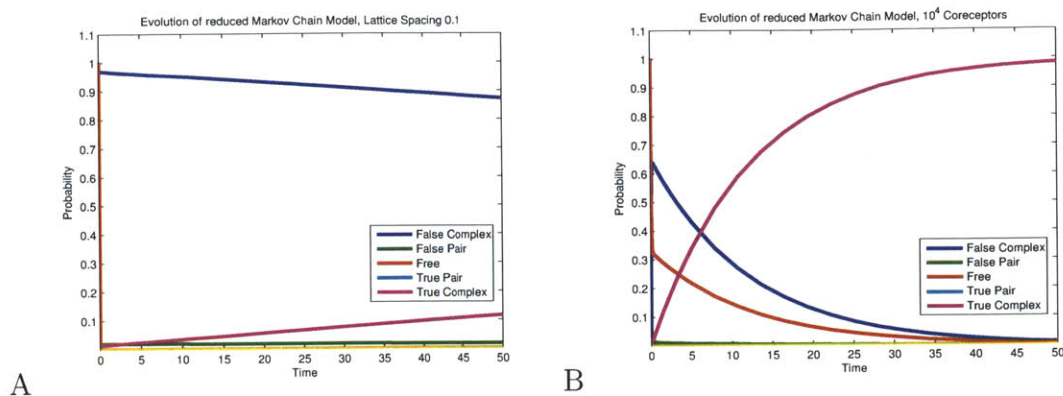 Evolution of reduced Markov Chain Model, Lattice Spacing 0.1
1.1
1
0.9
0.8
0.7
0.6
0.5
0.4
0.3
0.2
0.1
Probability
False Complex
False Pair
Free
True Pair
True Complex
0 5 10 15 20 25 30 35 40 45 50
Time
A
Evolution of reduced Markov Chain Model, 10⁴ Coreceptors
1.1
1
0.9
0.8
0.7
0.6
0.5
0.4
0.3
0.2
0.1
Probability
False Complex
False Pair
Free
True Pair
True Complex
0 5 10 15 20 25 30 35 40 45 50
Time
B